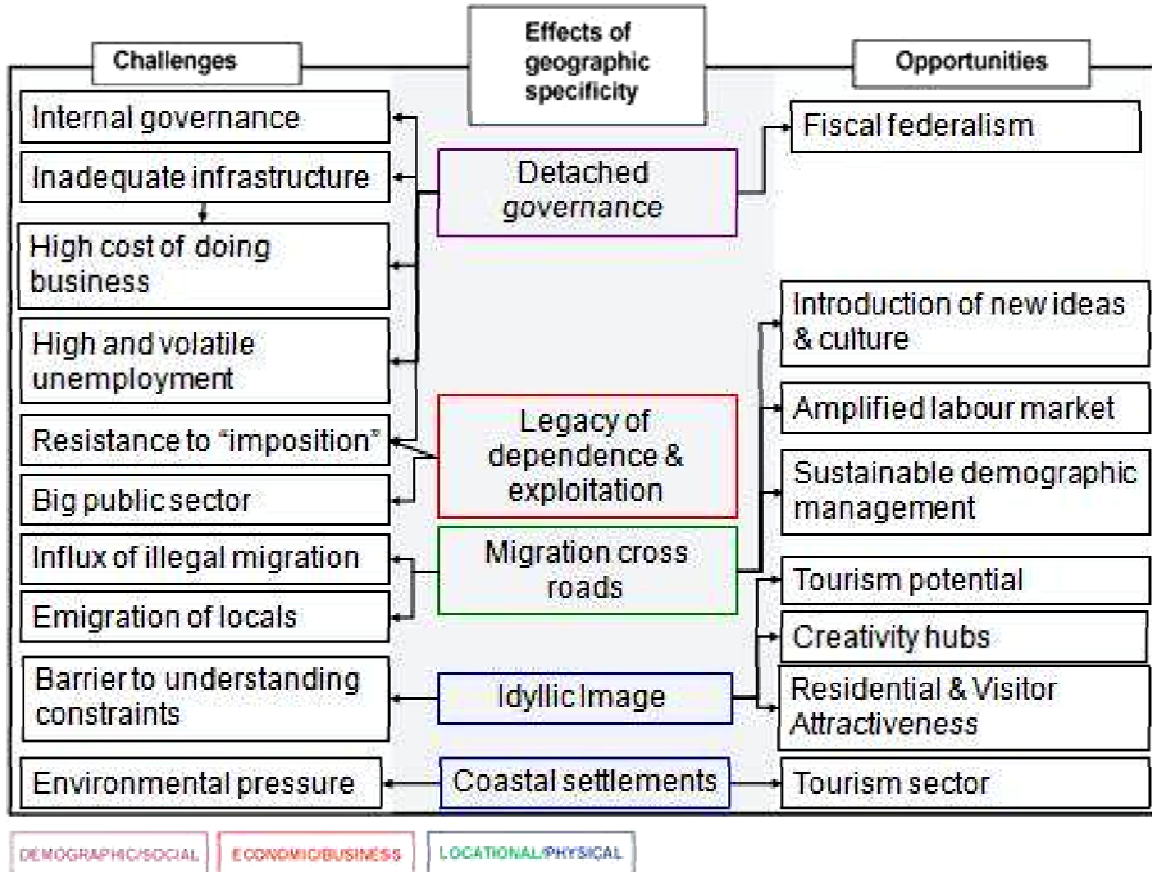 Challenges
Effects of
geographic
specificity
Opportunities
Internal governance
Inadequate infrastructure
High cost of doing
business
High and volatile
unemployment
Resistance to “imposition”
Big public sector
Influx of illegal migration
Emigration of locals
Barrier to understanding
constraints
Environmental pressure
Detached
governance
Legacy of
dependence &
exploitation
Migration cross
roads
Idyllic Image
Coastal settlements
Fiscal federalism
Introduction of new ideas
& culture
Amplified labour market
Sustainable demographic
management
Tourism potential
Creativity hubs
Residential & Visitor
Attractiveness
Tourism sector
DEMOGRAPHIC/SOCIAL
ECONOMIC/BUSINESS
LOCATIONAL/PHYSICAL